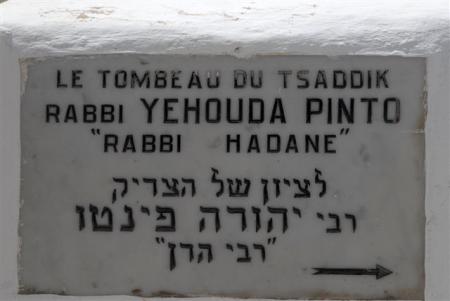 LE TOMBEAU DU TSADDIK
RABBI YEHOUDA PINTO
"RABBI HADANE"
לציון של הצדיק
רבי יהודה פינטו
"רבי הדן"